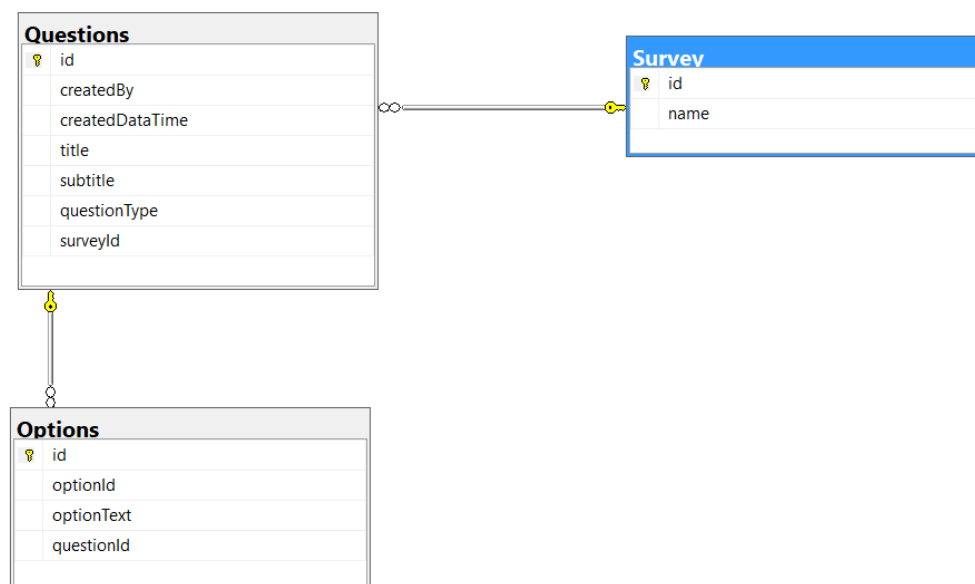 Questions
id
createdBy
createdDataTime
title
subtitle
questionType
surveyId
Survey
id
name
Options
id
optionId
optionText
questionId